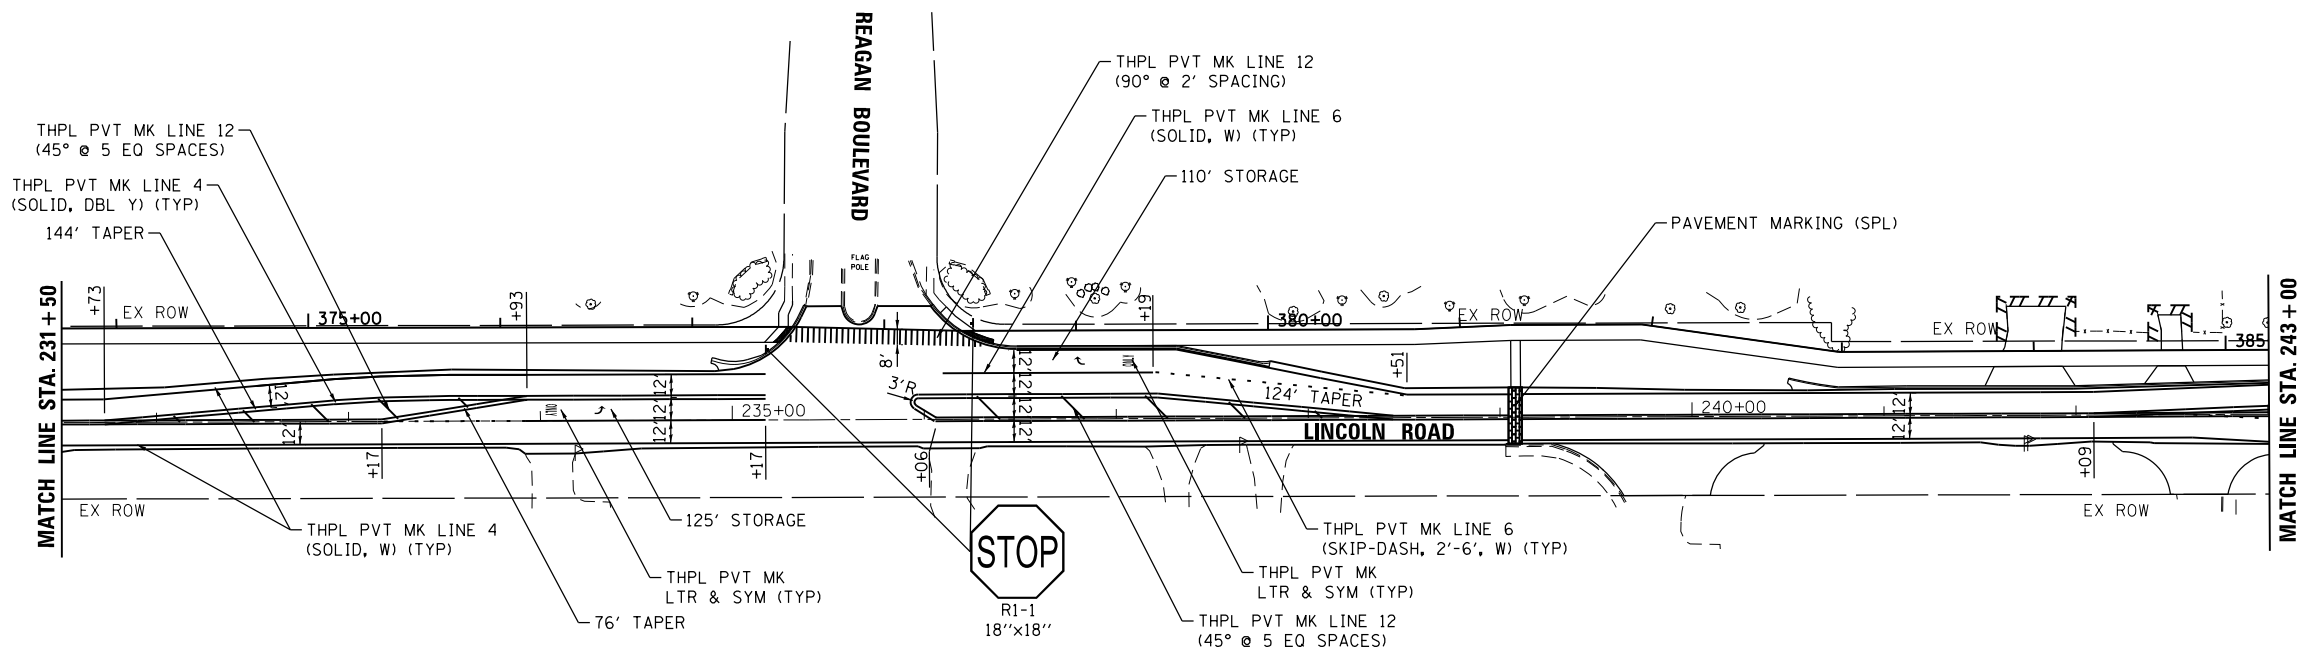 REAGAN BOULEVARD
THPL PVT MK LINE 12
(90° @ 2' SPACING)
THPL PVT MK LINE 6
(SOLID, W) (TYP)
110' STORAGE
THPL PVT MK LINE 12
(45° @ 5 EQ SPACES)
THPL PVT MK LINE 4
(SOLID, DBL Y) (TYP)
144' TAPER
PAVEMENT MARKING (SPL)
FLAG
POLE
MATCH LINE STA. 231+50
+73
EX ROW
375+00
+93
+19
380+00
EX ROW
EX ROW
385
MATCH LINE STA. 243+00
8'
+51
12'
12'
12'
12'
12'
12'
12'
12'
12'
3'R
124' TAPER
235+00
240+00
12'
12'
12'
LINCOLN ROAD
+17
+17
+06
+09
EX ROW
EX ROW
THPL PVT MK LINE 4
(SOLID, W) (TYP)
125' STORAGE
THPL PVT MK
LTR & SYM (TYP)
76' TAPER
STOP
R1-1
18''x18''
THPL PVT MK LINE 6
(SKIP-DASH, 2'-6', W) (TYP)
THPL PVT MK
LTR & SYM (TYP)
THPL PVT MK LINE 12
(45° @ 5 EQ SPACES)